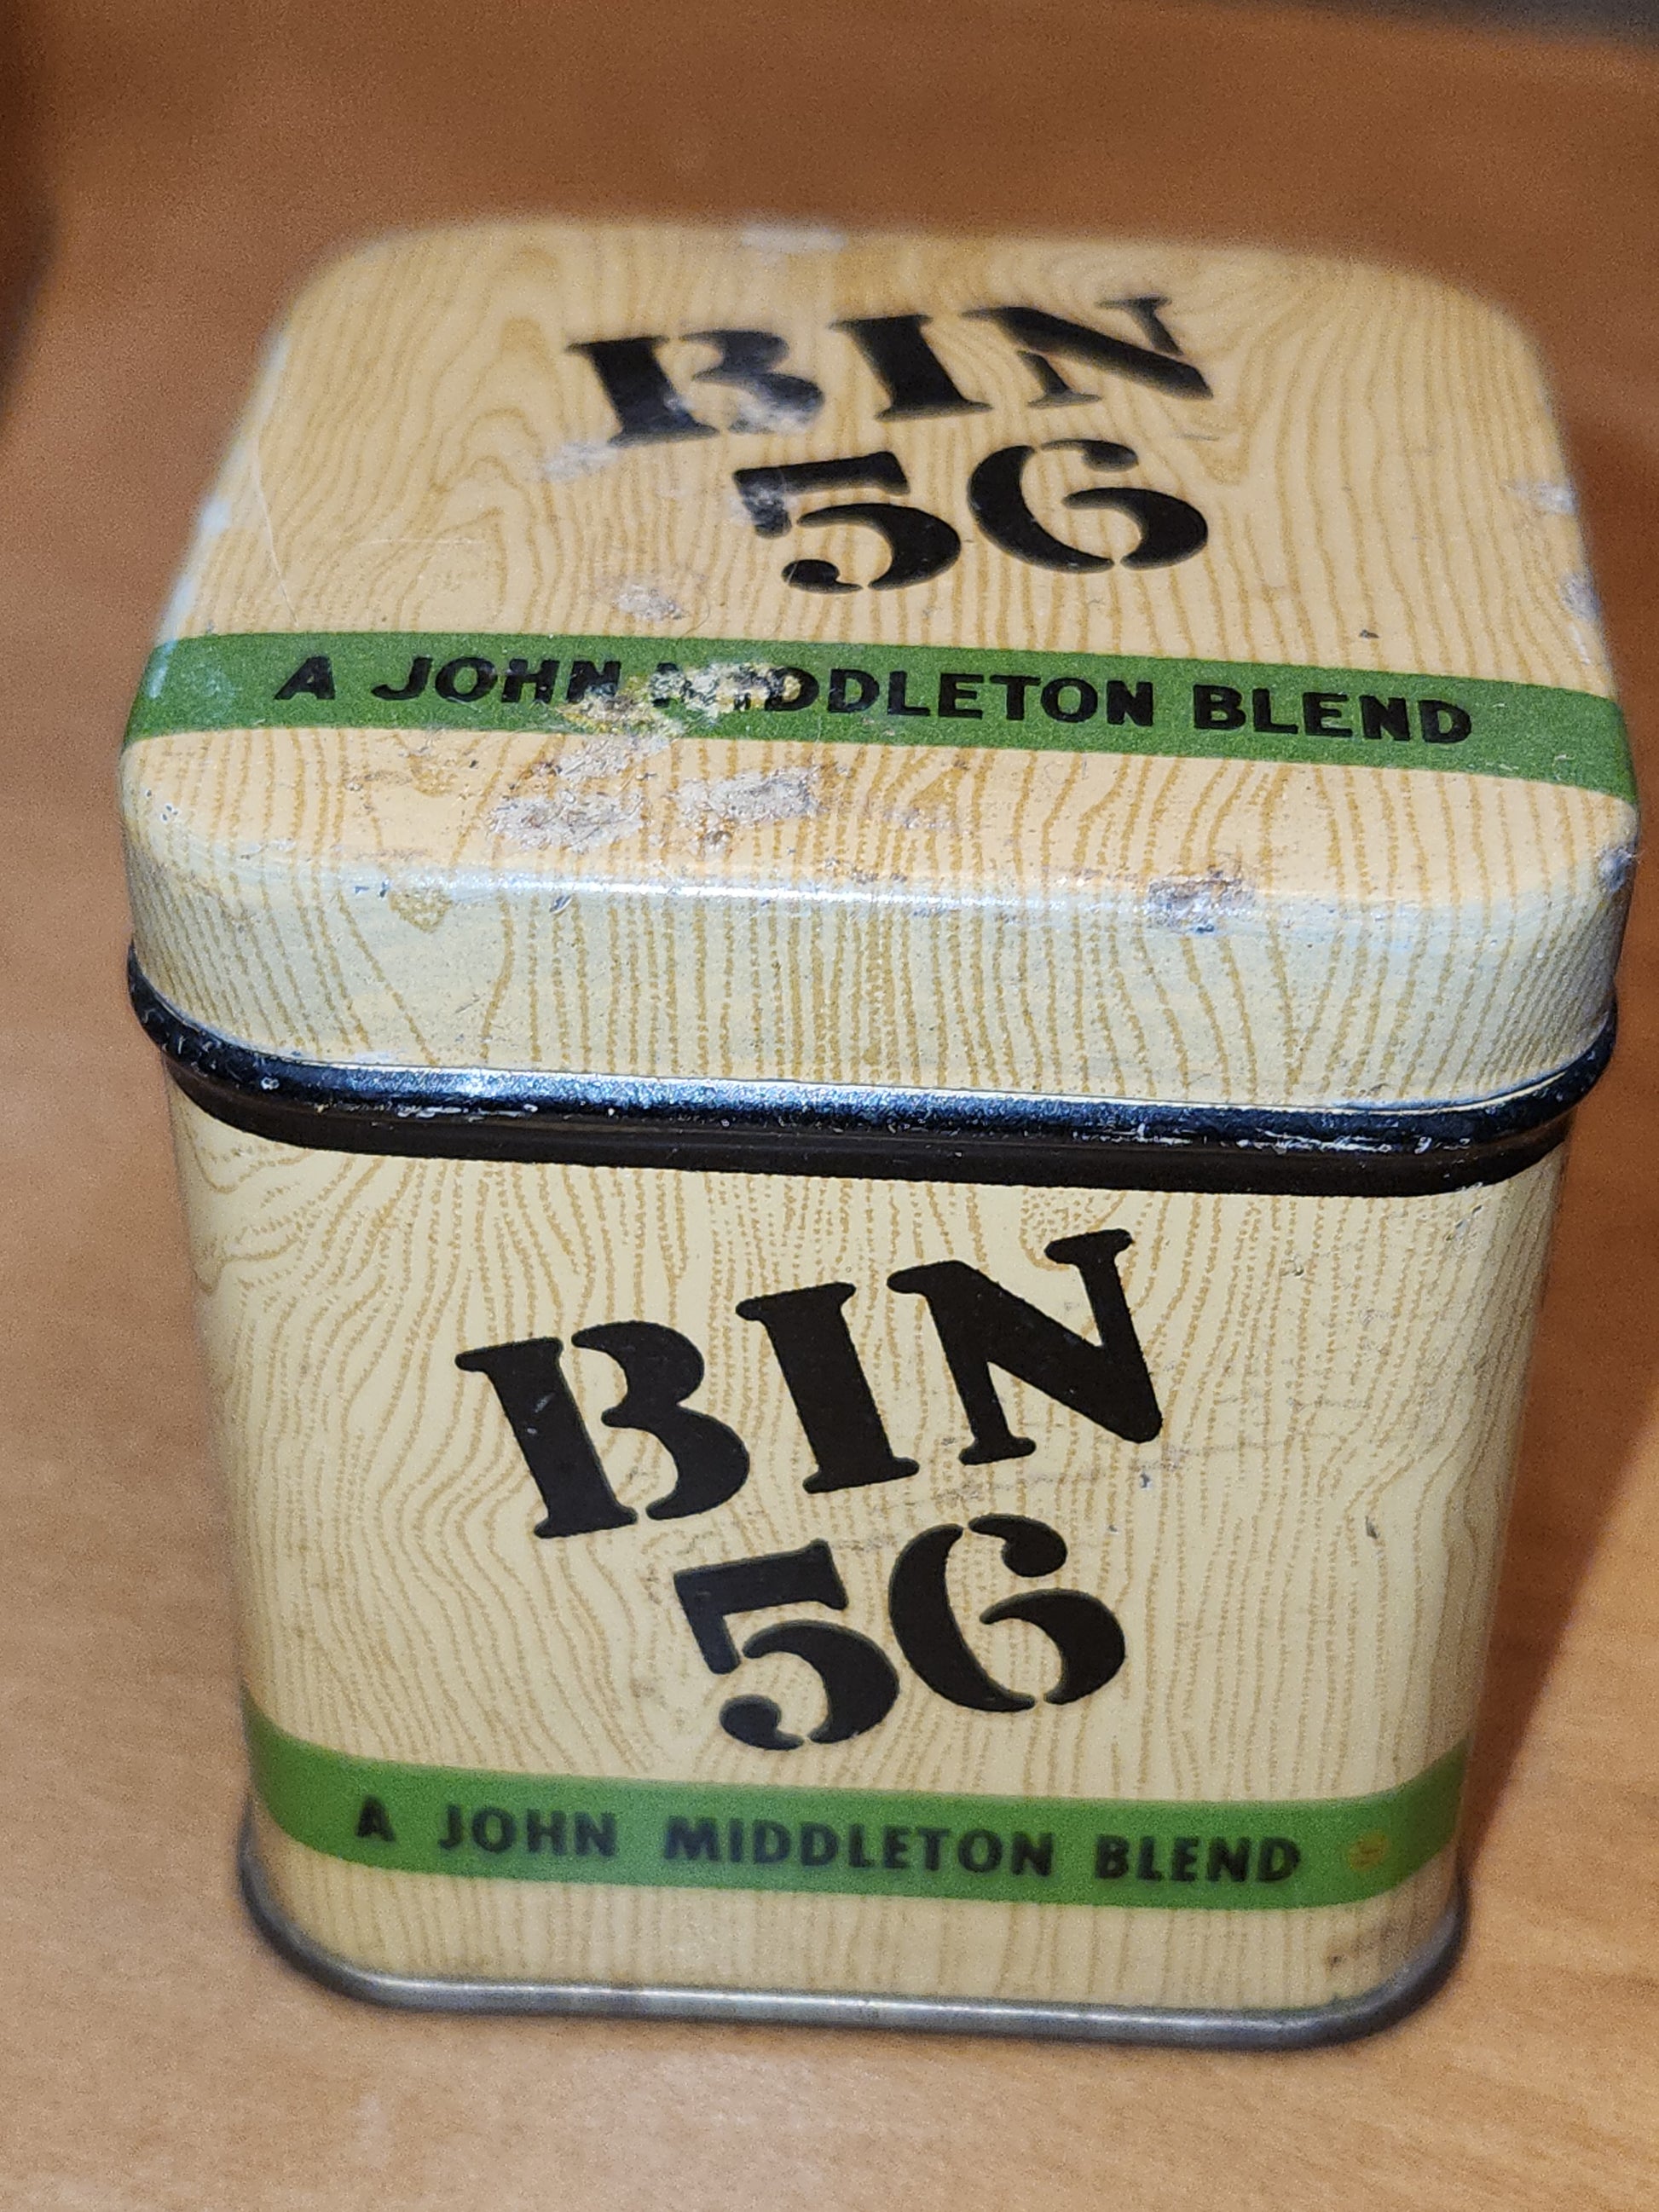 BIN
56
A JOHN MIDDLETON BLEND
BIN
56
A JOHN MIDDLETON BLEND